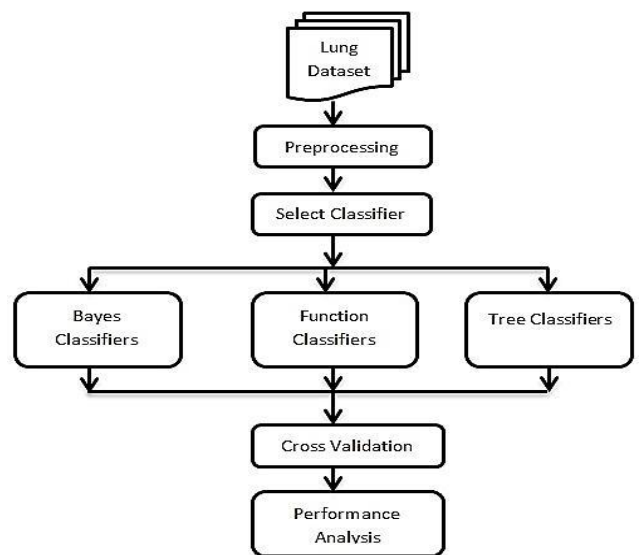 Lung
Dataset
Preprocessing
Select Classifier
Bayes
Classifiers
Function
Classifiers
Tree Classifiers
Cross Validation
Performance
Analysis